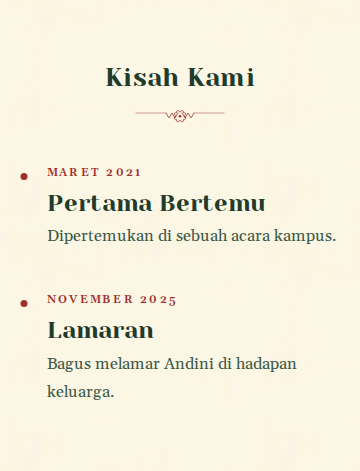 Kisah Kami
MARET 2021
Pertama Bertemu
Dipertemukan di sebuah acara kampus.
NOVEMBER 2025
Lamaran
Bagus melamar Andini di hadapan
keluarga.